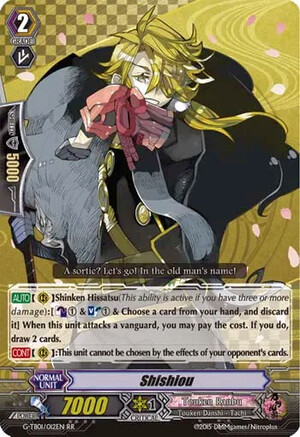 2
GRADE
SHIELD
5000
A sortie? Let's go! In the old man's name!
AUTO [(R)]Shinken Hissatsu(This ability is active if you have three or more
damage):[(1) & (1) & Choose a card from your hand, and discard
it] When this unit attacks a vanguard, you may pay the cost. If you do,
draw 2 cards.
CONT [(R)]:This unit cannot be chosen by the effects of your opponent's cards.
NORMAL
UNIT
Shishiou
POWER
7000
1
CRITICAL
Touken Ranbu
Touken Danshi - Tachi
G-TB01/012EN RR
©2015 DMM games/Nitroplus